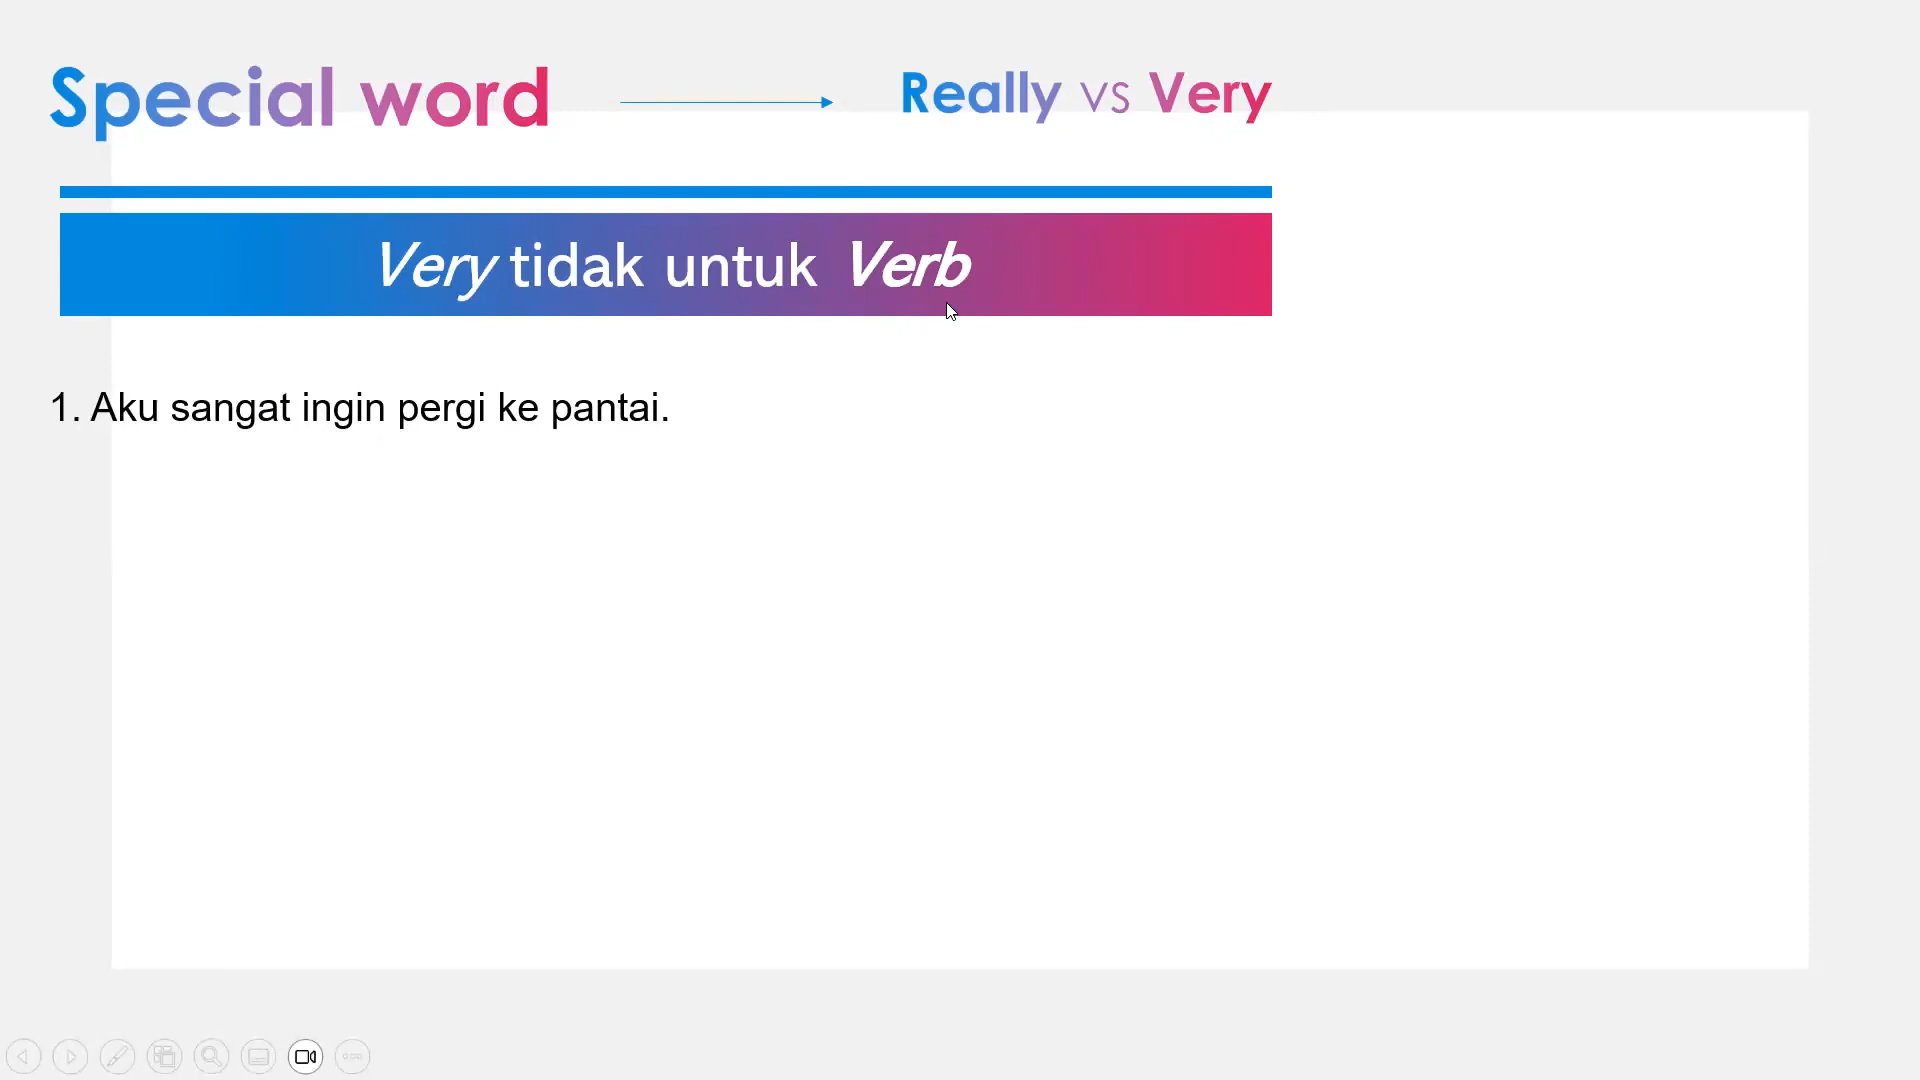 Special word
Really vs Very
Very tidak untuk Verb
1. Aku sangat ingin pergi ke pantai.